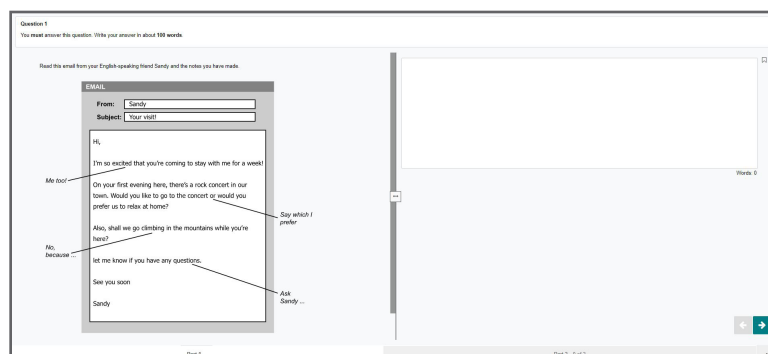 Question 1
You must answer this question. Write your answer in about 100 words.
Read this email from your English-speaking friend Sandy and the notes you have made.
EMAIL
From: Sandy
Subject: Your visit!
Hi,
I'm so excited that you're coming to stay with me for a week!
Me too!
On your first evening here, there's a rock concert in our
town. Would you like to go to the concert or would you
prefer us to relax at home?
Say which I
prefer
Also, shall we go climbing in the mountains while you're
here?
No,
because ...
let me know if you have any questions.
Ask
Sandy ...
See you soon
Sandy
Words: 0